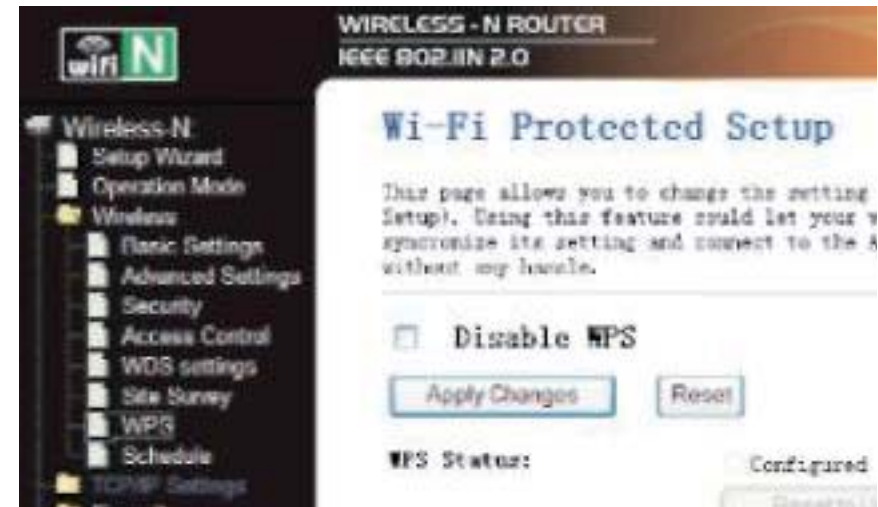 wifi N
WIRELESS-N ROUTER
IEEE 802.11N 2.0
Wireless-N
Setup Wizard
Operation Mode
Wireless
Basic Settings
Advanced Settings
Security
Access Control
WDS settings
Site Survey
WPS
Schedule
TCP/IP Settings
Wi-Fi Protected Setup
This page allows you to change the setting
Setup). Using this feature could let your
syncronize its setting and connect to the A
without any hassle.
Disable WPS
Apply Changes
Reset
WPS Status:
Configured